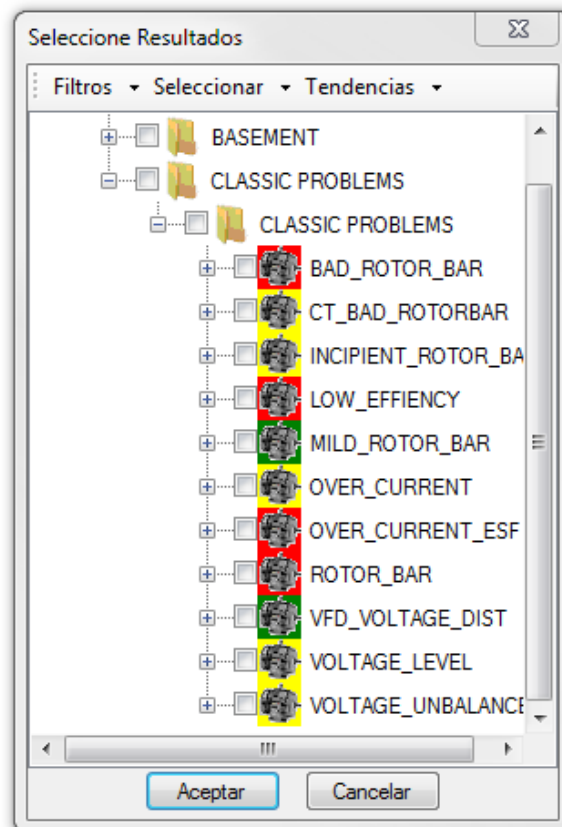 Seleccione Resultados
Filtros Seleccionar Tendencias
BASEMENT
CLASSIC PROBLEMS
CLASSIC PROBLEMS
BAD_ROTOR_BAR
CT_BAD_ROTORBAR
INCIPIENT_ROTOR_BA
LOW_EFFIENCY
MILD_ROTOR_BAR
OVER_CURRENT
OVER_CURRENT_ESF
ROTOR_BAR
VFD_VOLTAGE_DIST
VOLTAGE_LEVEL
VOLTAGE_UNBALANCE
Aceptar Cancelar